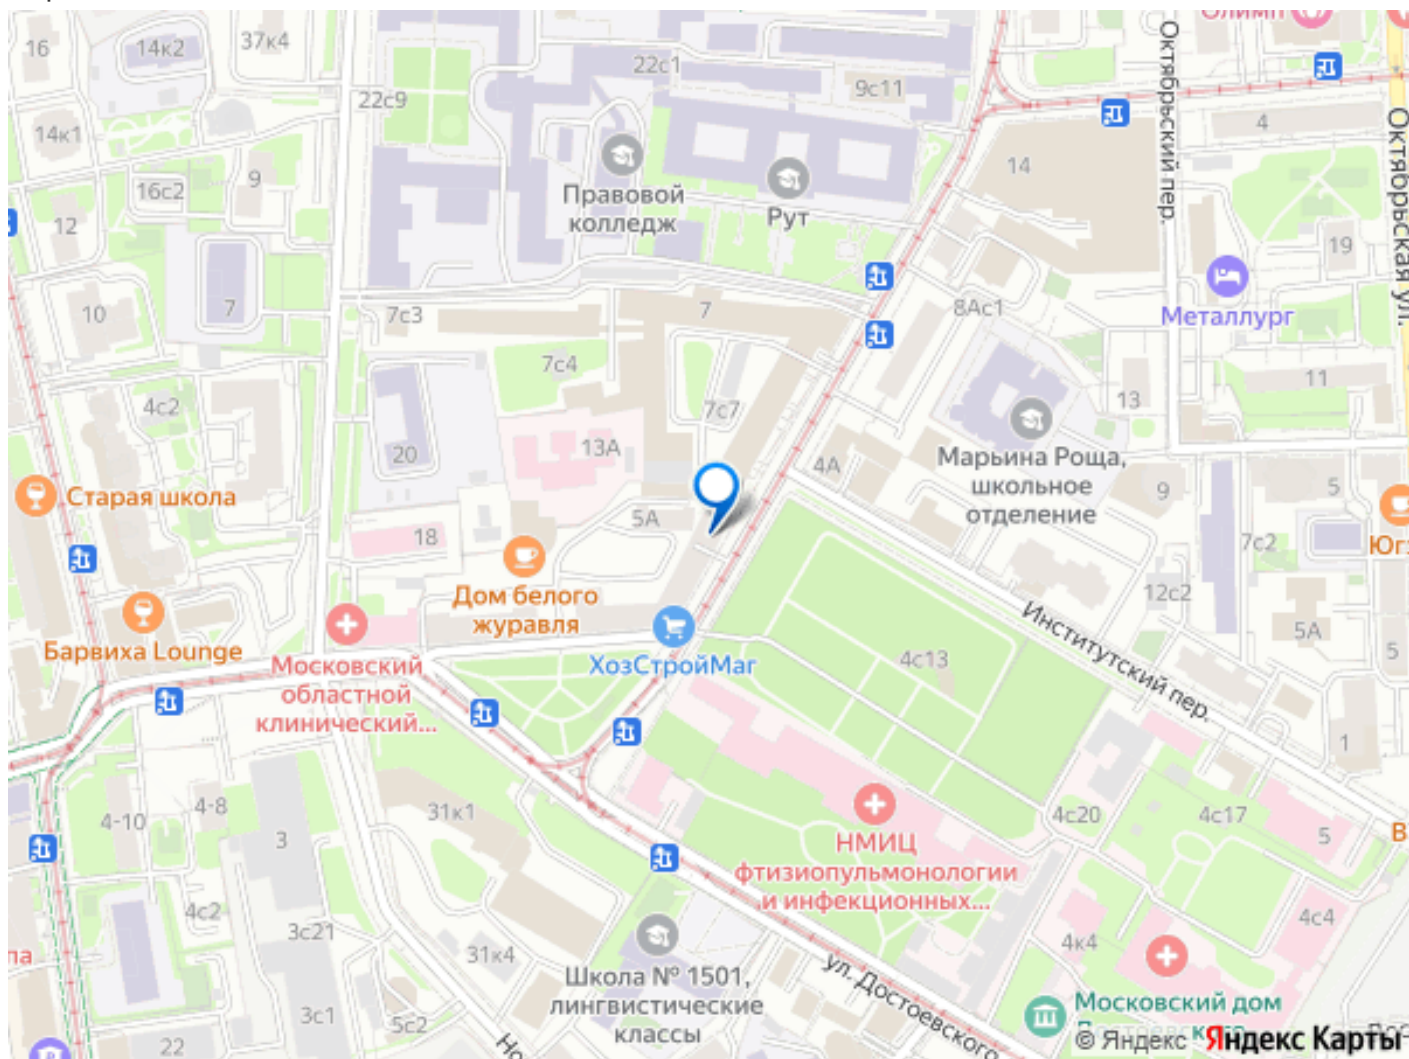 Олимп
16
14к2
37к4
22с1
9с11
22с9
14к1
4
14
Октябрьский пер.
Октябрьская ул.
Правовой
колледж
Рут
9
16с2
12
19
7
10
7с3
7
8Ас1
Металлург
7с4
11
4с2
7с7
13
20
13А
4А
Марьина Роща,
школьное
отделение
9
5
Старая школа
5А
18
7с2
Юг
Дом белого
журавля
12с2
Барвиха Lounge
ХозСтройМаг
4с13
Институтский пер.
5А
5
Московский
областной
клинический...
1
4-10
4-8
3
31к1
4с20
4с17
5
В
НМИЦ
фтизиопульмонологии
и инфекционных...
4с2
3с21
31к4
4к4
4с4
па
Школа № 1501,
лингвистические
классы
ул. Достоевского
3с1
5с2
22
Но
Московский дом
Достоевского
© Яндекс Яндекс Карты